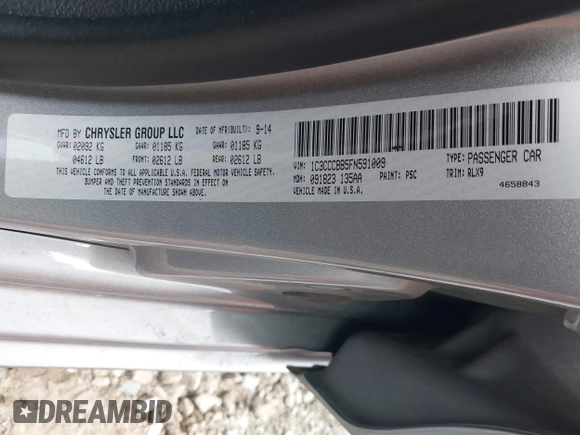 MFD BY CHRYSLER GROUP LLC DATE OF MFR(BUILT): 9-14
GVWR: 02092 KG GAWR: 01185 KG GAWR: 01185 KG
04612 LB FRONT: 02612 LB REAR: 02612 LB
THIS VEHICLE CONFORMS TO ALL APPLICABLE U.S.A. FEDERAL MOTOR VEHICLE SAFETY,
BUMPER AND THEFT PREVENTION STANDARDS IN EFFECT ON
THE DATE OF MANUFACTURE SHOWN ABOVE.
VIN: 1C3CCCBB5FN591009 TYPE: PASSENGER CAR
MDH: 091823 135AA PAINT: PSC TRIM: RLX9
VEHICLE MADE IN U.S.A. 4658843
DREAMBID